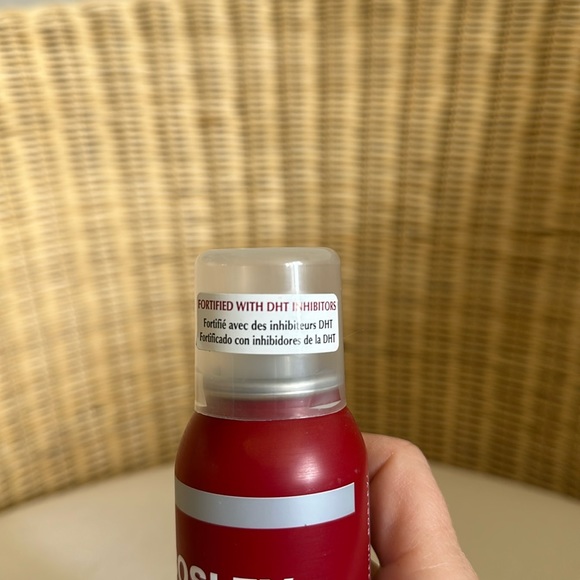 FORTIFIED WITH DHT INHIBITORS
Fortifié avec des inhibiteurs DHT
Fortificado con inhibidores de la DHT